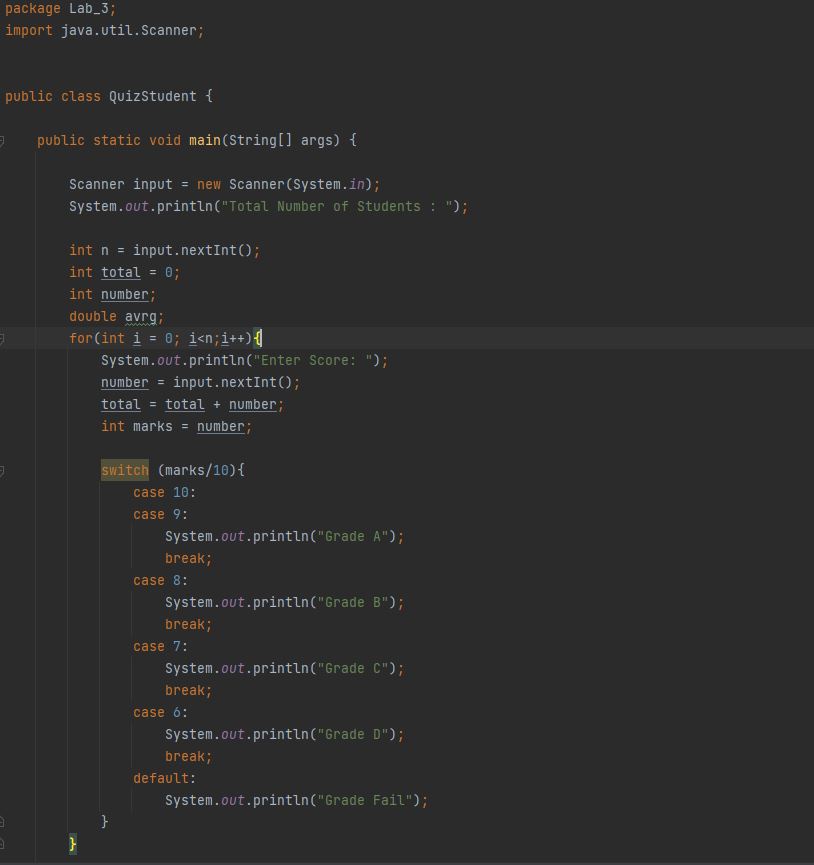 package Lab_3;
import java.util.Scanner;
public class QuizStudent {
public static void main(String[] args) {
Scanner input = new Scanner(System.in);
System.out.println("Total Number of Students : ");
int n = input.nextInt();
int total = 0;
int number;
double avrg;
for(int i = 0; i<n;i++){
System.out.println("Enter Score: ");
number = input.nextInt();
total = total + number;
int marks = number;
switch (marks/10){
case 10:
case 9:
System.out.println("Grade A");
break;
case 8:
System.out.println("Grade B");
break;
case 7:
System.out.println("Grade C");
break;
case 6:
System.out.println("Grade D");
break;
default:
System.out.println("Grade Fail");
}
}